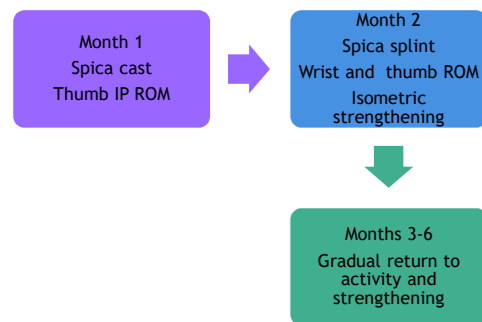 Month 1
Spica cast
Thumb IP ROM
Month 2
Spica splint
Wrist and thumb ROM
Isometric
strengthening
Months 3-6
Gradual return to
activity and
strengthening